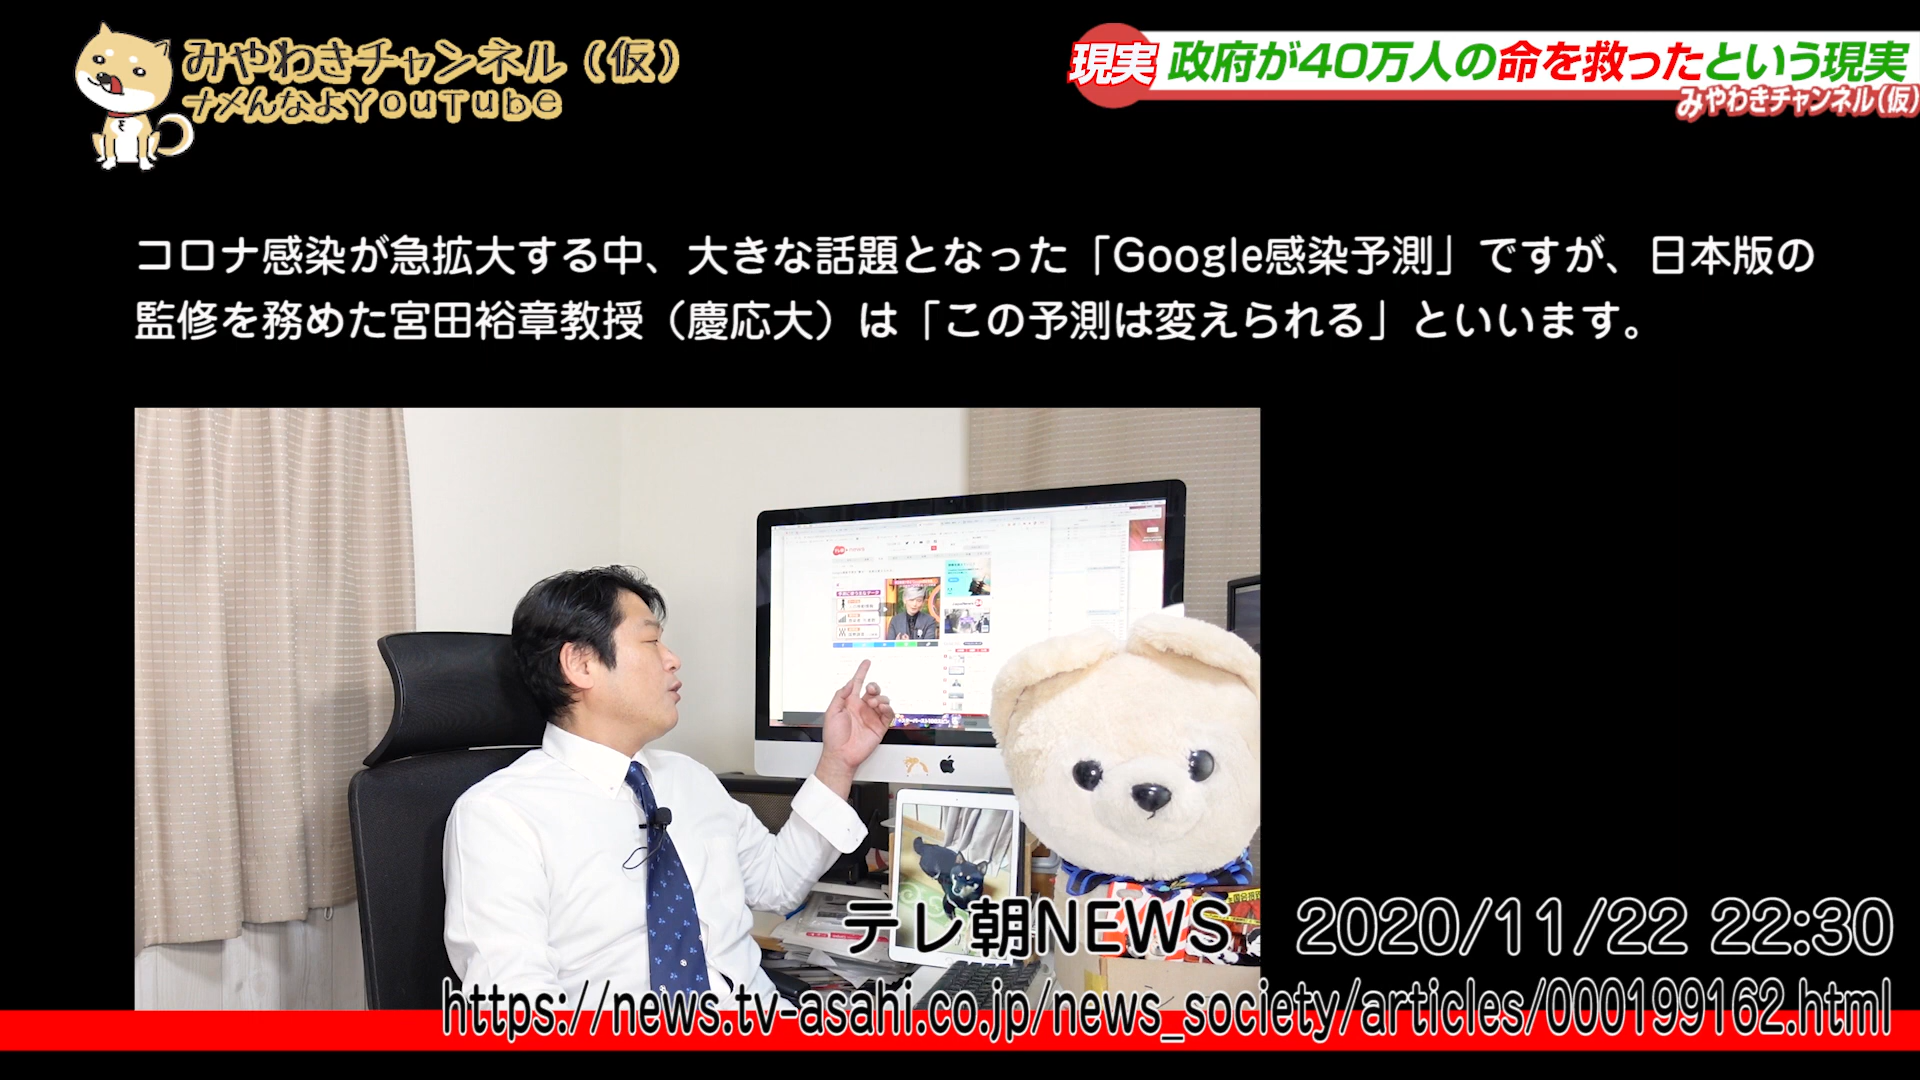 みやわきチャンネル（仮）
ナメんなよYouTube
現実 政府が40万人の命を救ったという現実
みやわきチャンネル（仮）
コロナ感染が急拡大する中、大きな話題となった「Google感染予測」ですが、日本版の
監修を務めた宮田裕章教授（慶応大）は「この予測は変えられる」といいます。
テレ朝NEWS 2020/11/22 22:30
https://news.tv-asahi.co.jp/news_society/articles/000199162.html